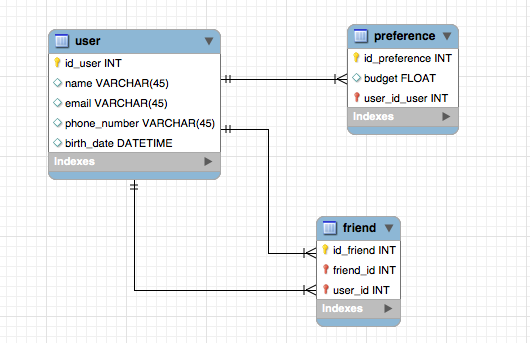 user
id_user INT
name VARCHAR(45)
email VARCHAR(45)
phone_number VARCHAR(45)
birth_date DATETIME
Indexes
preference
id_preference INT
budget FLOAT
user_id_user INT
Indexes
friend
id_friend INT
friend_id INT
user_id INT
Indexes